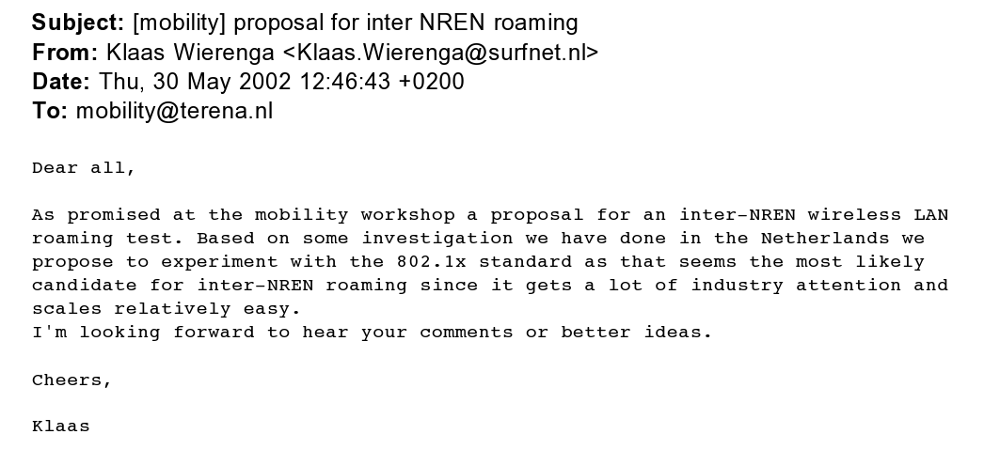 Subject: [mobility] proposal for inter NREN roaming
From: Klaas Wierenga <Klaas.Wierenga@surfnet.nl>
Date: Thu, 30 May 2002 12:46:43 +0200
To: mobility@terena.nl
Dear all,
As promised at the mobility workshop a proposal for an inter-NREN wireless LAN
roaming test. Based on some investigation we have done in the Netherlands we
propose to experiment with the 802.1x standard as that seems the most likely
candidate for inter-NREN roaming since it gets a lot of industry attention and
scales relatively easy.
I'm looking forward to hear your comments or better ideas.
Cheers,
Klaas